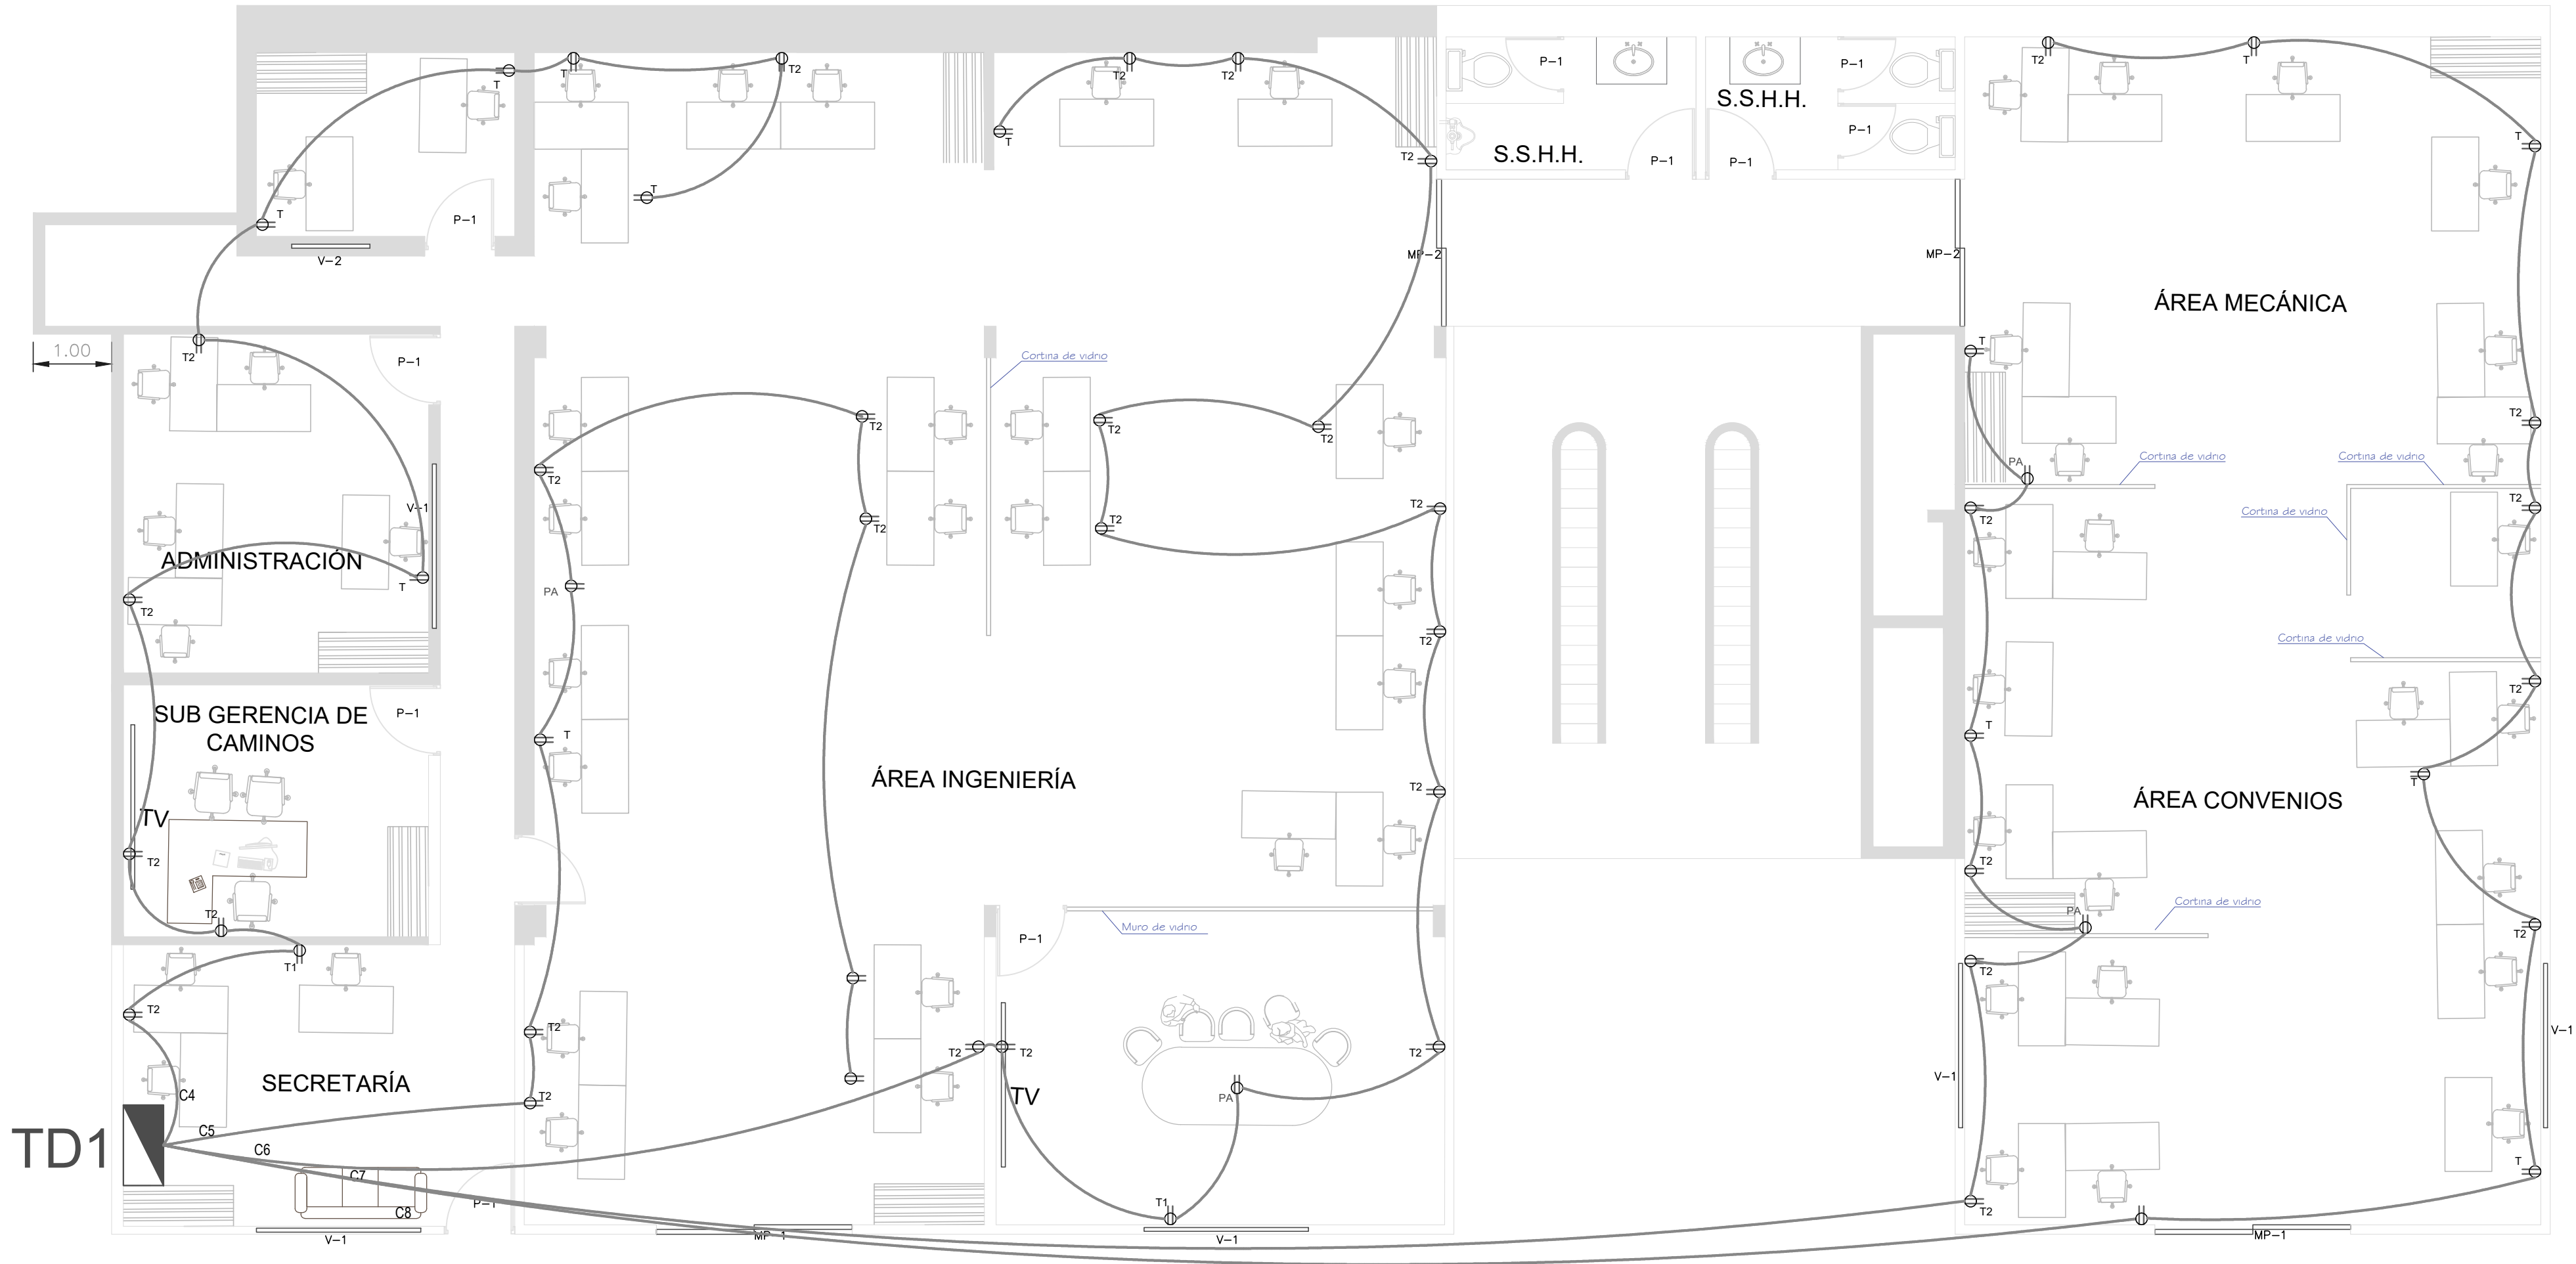 T2
T2
T2
T2
T
T
T
P-1
P-1
S.S.H.H.
P-1
S.S.H.H.
P-1
P-1
P-1
T
T2
T
T
T
P-1
V-2
MP-2
MP-2
ÁREA MECÁNICA
1.00
T2
P-1
Cortina de vidrio
T
T2
T2
T2
T2
T2
PA
Cortina de vidrio
Cortina de vidrio
V-1
T2
T2
T2
T2
T2
Cortina de vidrio
ADMINISTRACIÓN
T
PA
T2
T2
Cortina de vidrio
SUB GERENCIA DE
CAMINOS
P-1
T
T
T2
ÁREA INGENIERÍA
T2
T
ÁREA CONVENIOS
TV
T2
T2
T2
PA
Cortina de vidrio
Muro de vidrio
P-1
T2
T1
T2
T2
T2
T2
T2
T2
T2
V-1
SECRETARÍA
C4
T2
TV
PA
V-1
TD1
C5
C6
C7
C8
P-1
T1
T2
T
V-1
MP-1
V-1
MP-1